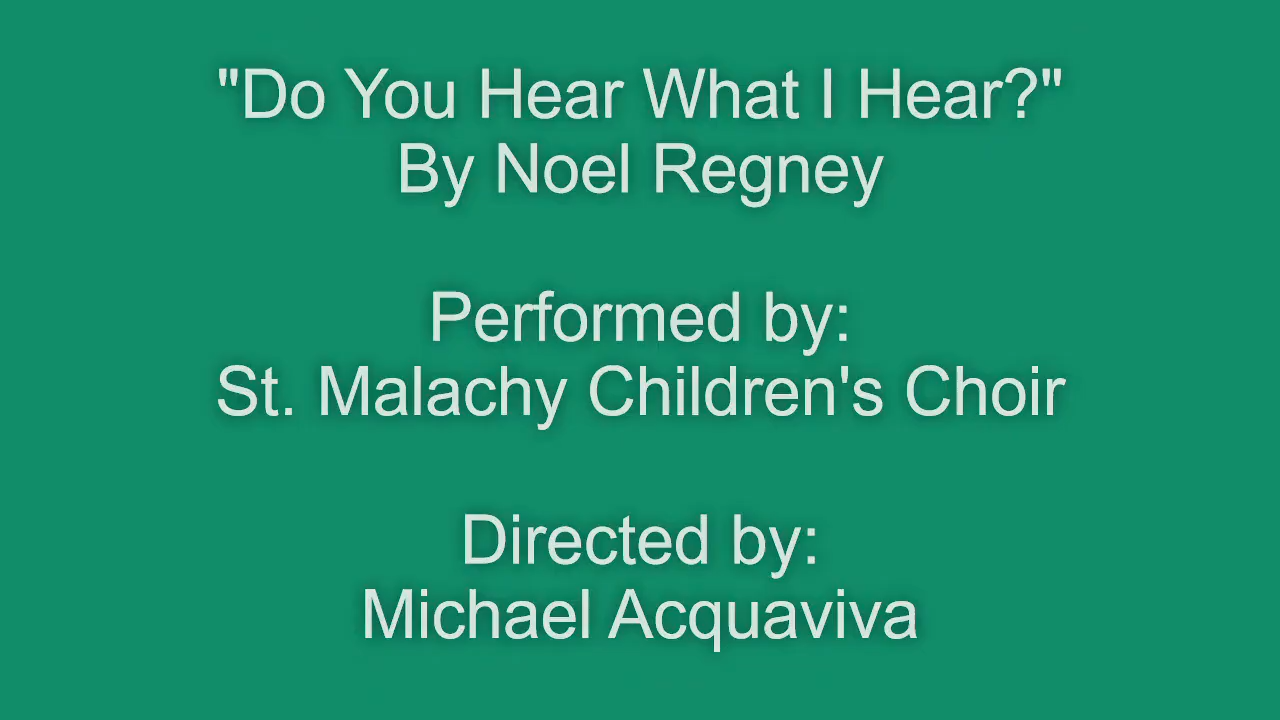 "Do You Hear What I Hear?"
By Noel Regney
Performed by:
St. Malachy Children's Choir
Directed by:
Michael Acquaviva